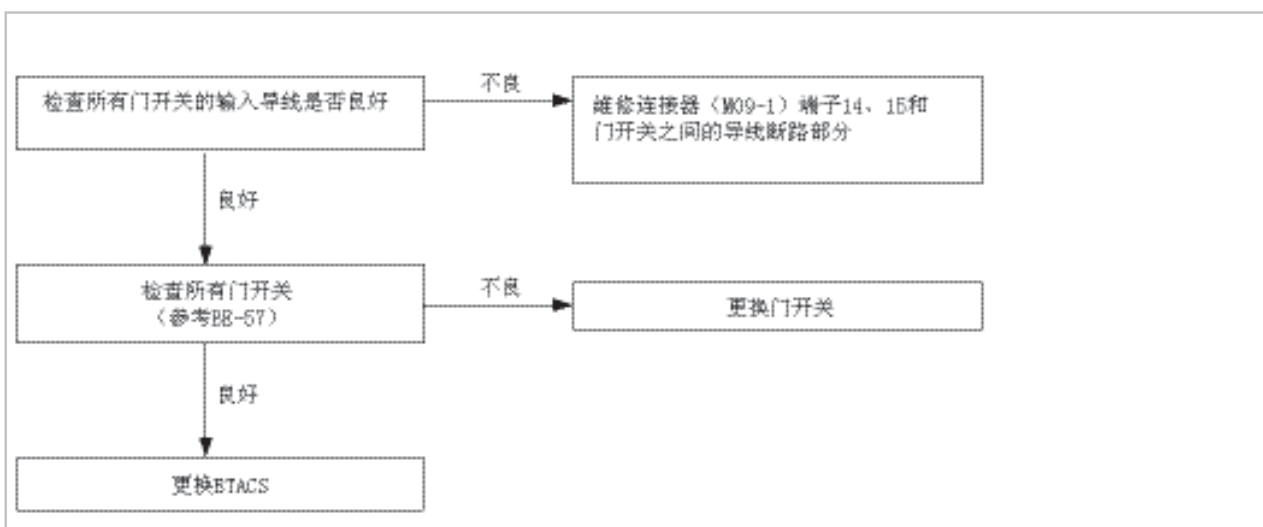 检查所有门开关的输入导线是否良好
不良
维修连接器（M09-1）端子14、15和
门开关之间的导线断路部分
良好
检查所有门开关
（参考BE-57）
不良
更换门开关
良好
更换ETACS